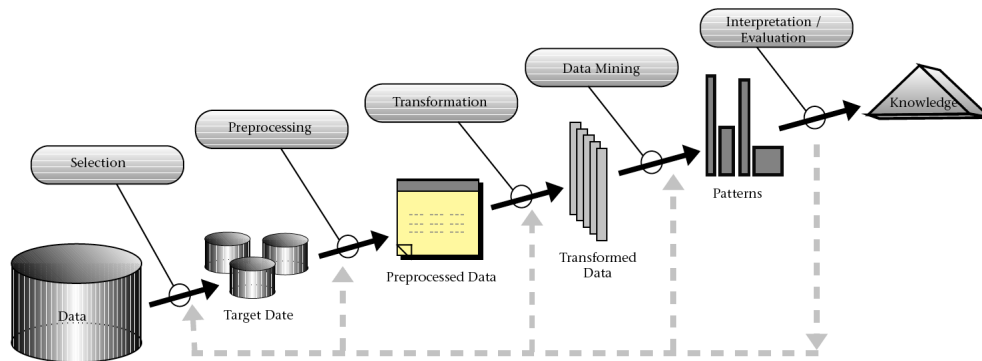 Interpretation /
Evaluation
Data Mining
Transformation
Preprocessing
Selection
Knowledge
Patterns
Transformed
Data
Preprocessed Data
Target Date
Data